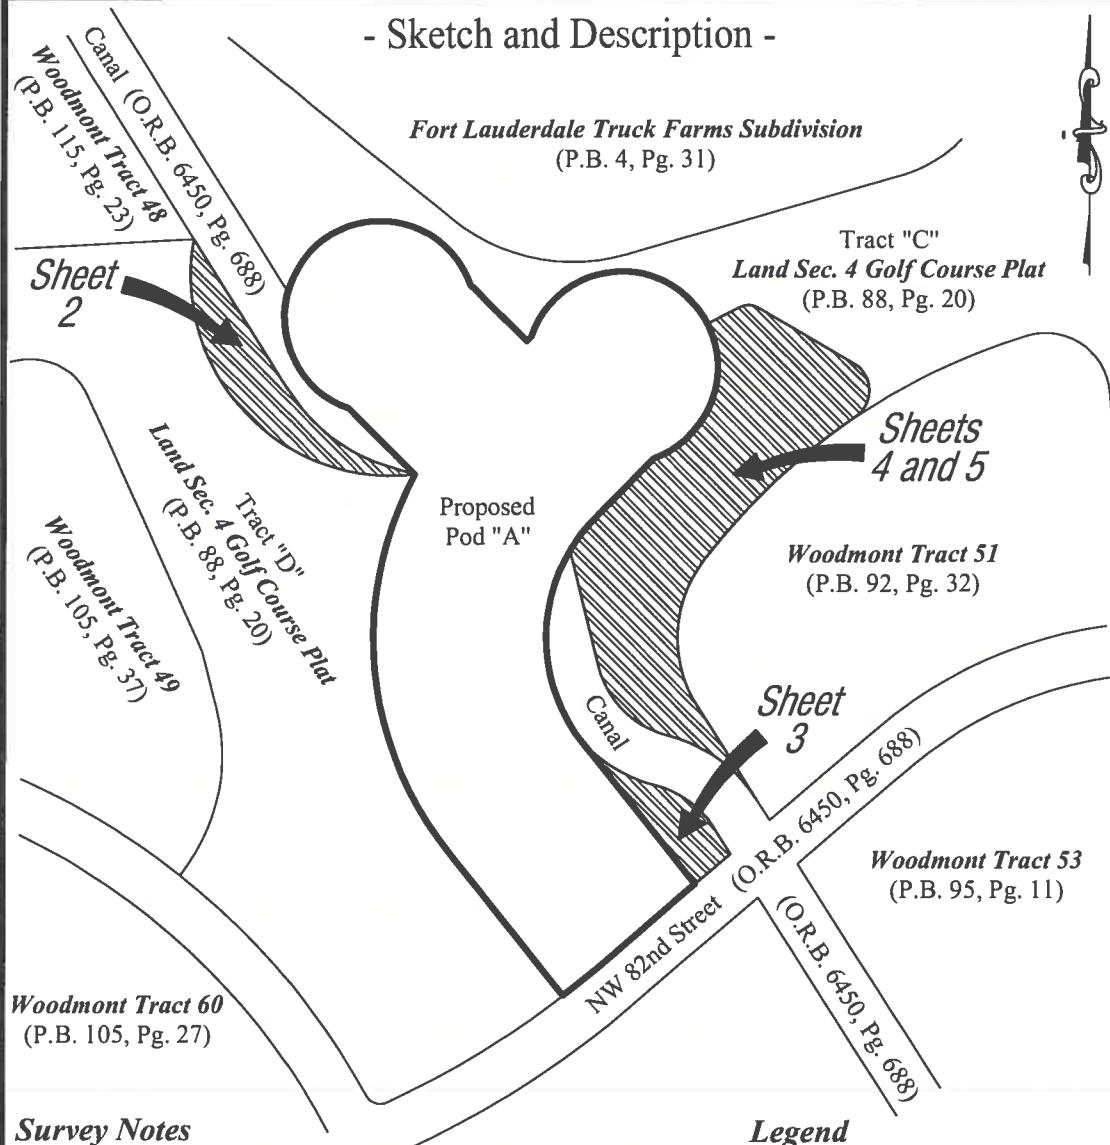 - Sketch and Description -
Canal (O.R.B. 6450, Pg. 688)
Woodmont Tract 48
(P.B. 115, Pg. 23)
Fort Lauderdale Truck Farms Subdivision
(P.B. 4, Pg. 31)
Tract "C"
Land Sec. 4 Golf Course Plat
(P.B. 88, Pg. 20)
Sheet
2
Sheets
4 and 5
Proposed
Pod "A"
Tract "D"
Land Sec. 4 Golf Course Plat
(P.B. 88, Pg. 20)
Woodmont Tract 49
(P.B. 105, Pg. 37)
Woodmont Tract 51
(P.B. 92, Pg. 32)
Canal
Sheet
3
NW 82nd Street (O.R.B. 6450, Pg. 688)
Woodmont Tract 53
(P.B. 95, Pg. 11)
(O.R.B. 6450, Pg. 688)
Woodmont Tract 60
(P.B. 105, Pg. 27)
Survey Notes
Legend